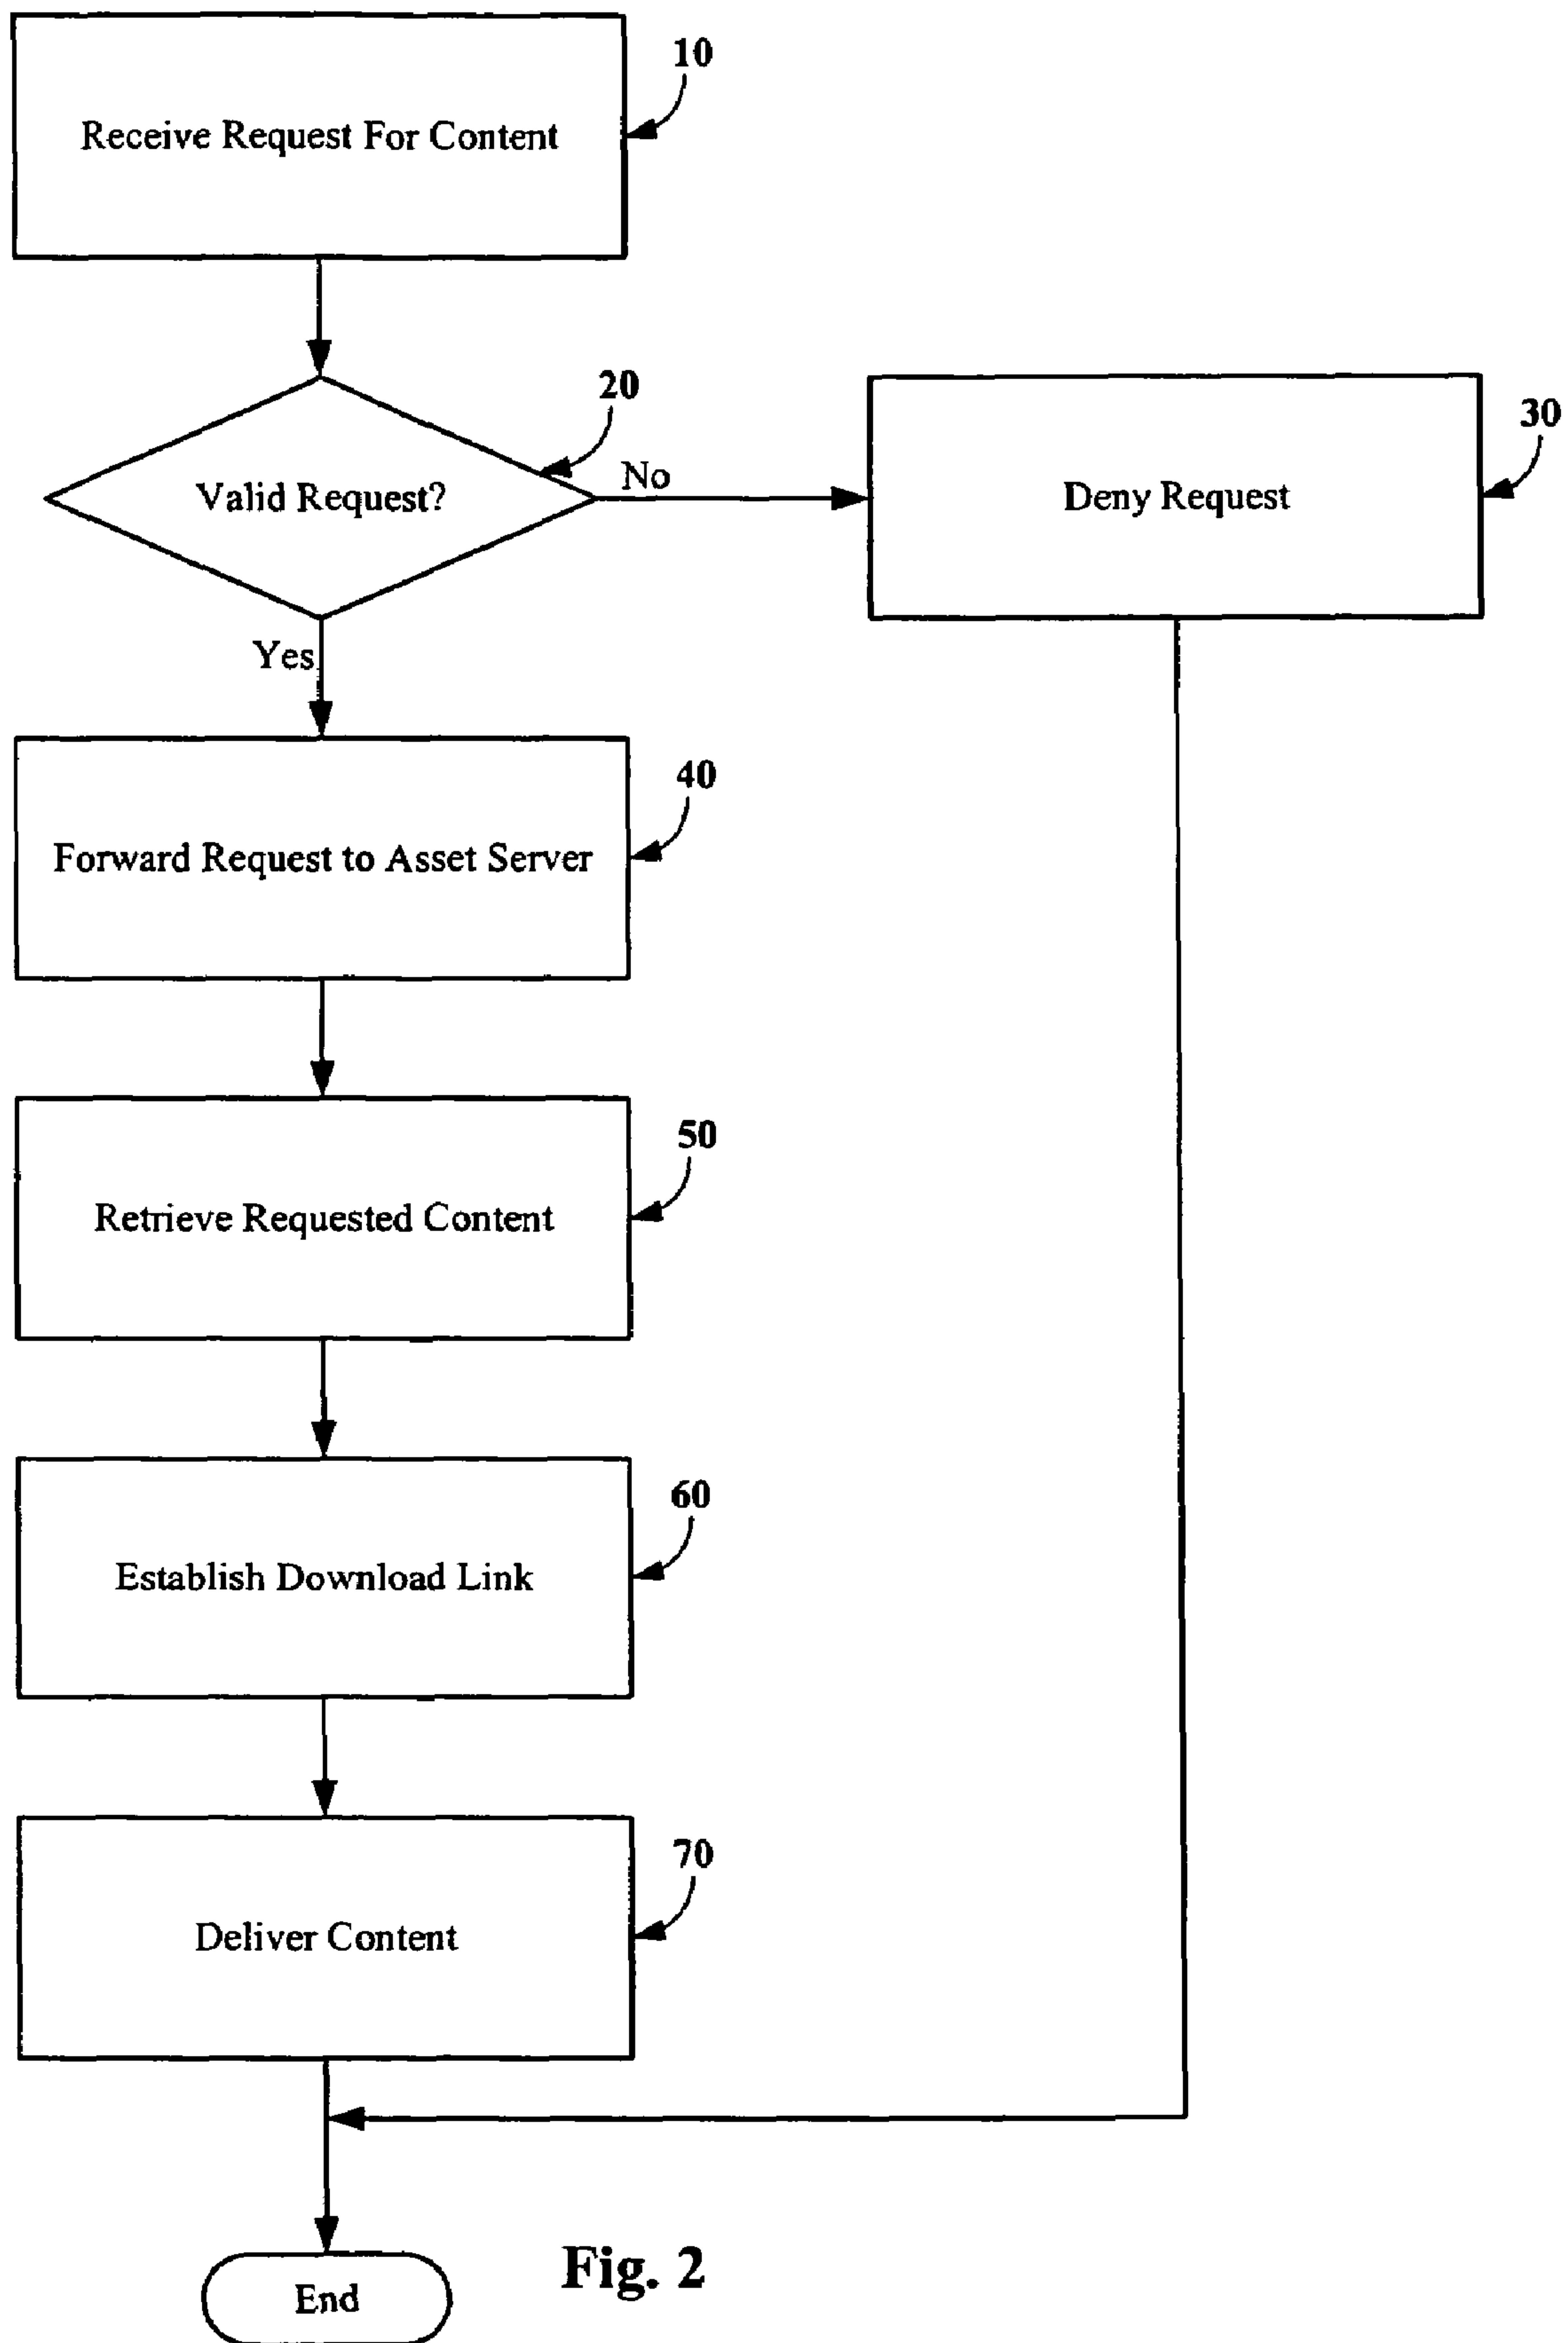 10
Receive Request For Content
20
Valid Request?
No
30
Deny Request
Yes
40
Forward Request to Asset Server
50
Retrieve Requested Content
60
Establish Download Link
70
Deliver Content
End
Fig. 2